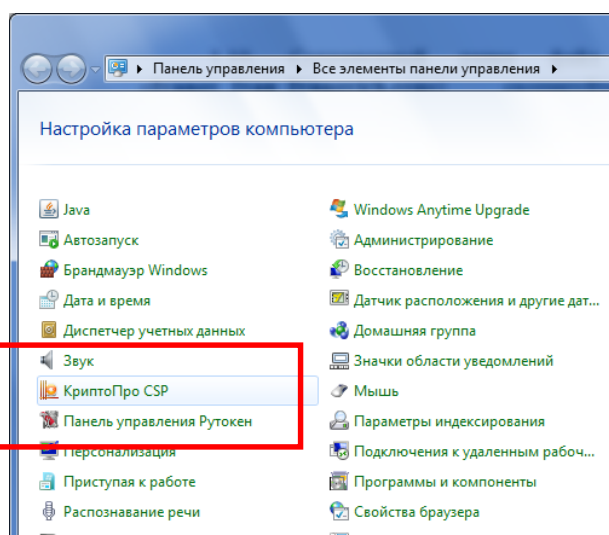 Панель управления ▸ Все элементы панели управления ▸
Настройка параметров компьютера
Java
Автозапуск
Брандмауэр Windows
Дата и время
Диспетчер учетных данных
Звук
КриптоПро CSP
Панель управления Рутокен
Персонализация
Приступая к работе
Распознавание речи
Windows Anytime Upgrade
Администрирование
Восстановление
Датчик расположения и другие дат...
Домашняя группа
Значки области уведомлений
Мышь
Параметры индексирования
Подключения к удаленным рабоч...
Программы и компоненты
Свойства браузера